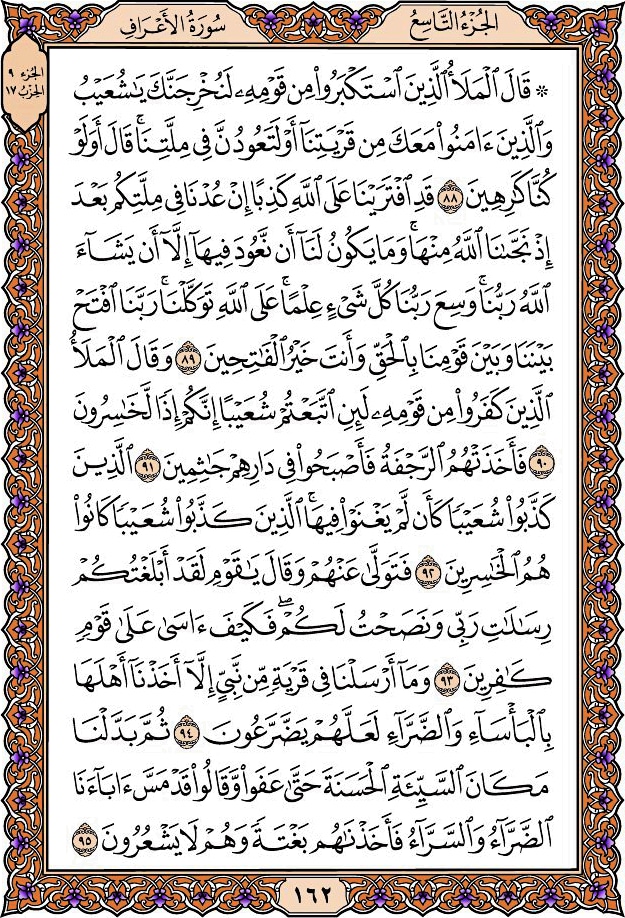 الجُزْءُ التَّاسِعُ
سُورَةُ الأَعْرَافِ
الجزء ٩
الحزب ١٧
۞ قَالَ ٱلْمَلَأُ ٱلَّذِينَ ٱسْتَكْبَرُوا۟ مِن قَوْمِهِۦ لَنُخْرِجَنَّكَ يَـٰشُعَيْبُ
وَٱلَّذِينَ ءَامَنُوا۟ مَعَكَ مِن قَرْيَتِنَآ أَوْ لَتَعُودُنَّ فِى مِلَّتِنَا ۚ قَالَ أَوَلَوْ
كُنَّا كَـٰرِهِينَ ٨٨ قَدِ ٱفْتَرَيْنَا عَلَى ٱللَّهِ كَذِبًا إِنْ عُدْنَا فِى مِلَّتِكُم بَعْدَ
إِذْ نَجَّىٰنَا ٱللَّهُ مِنْهَا ۚ وَمَا يَكُونُ لَنَآ أَن نَّعُودَ فِيهَآ إِلَّآ أَن يَشَآءَ
ٱللَّهُ رَبُّنَا ۚ وَسِعَ رَبُّنَا كُلَّ شَىْءٍ عِلْمًا ۚ عَلَى ٱللَّهِ تَوَكَّلْنَا ۚ رَبَّنَا ٱفْتَحْ
بَيْنَنَا وَبَيْنَ قَوْمِنَا بِٱلْحَقِّ وَأَنتَ خَيْرُ ٱلْفَـٰتِحِينَ ٨٩ وَقَالَ ٱلْمَلَأُ
ٱلَّذِينَ كَفَرُوا۟ مِن قَوْمِهِۦ لَئِنِ ٱتَّبَعْتُمْ شُعَيْبًا إِنَّكُمْ إِذًا لَّخَـٰسِرُونَ
٩٠ فَأَخَذَتْهُمُ ٱلرَّجْفَةُ فَأَصْبَحُوا۟ فِى دَارِهِمْ جَـٰثِمِينَ ٩١ ٱلَّذِينَ
كَذَّبُوا۟ شُعَيْبًا كَأَن لَّمْ يَغْنَوْا۟ فِيهَا ۚ ٱلَّذِينَ كَذَّبُوا۟ شُعَيْبًا كَانُوا۟
هُمُ ٱلْخَـٰسِرِينَ ٩٢ فَتَوَلَّىٰ عَنْهُمْ وَقَالَ يَـٰقَوْمِ لَقَدْ أَبْلَغْتُكُمْ
رِسَـٰلَـٰتِ رَبِّى وَنَصَحْتُ لَكُمْ ۖ فَكَيْفَ ءَاسَىٰ عَلَىٰ قَوْمٍ
كَـٰفِرِينَ ٩٣ وَمَآ أَرْسَلْنَا فِى قَرْيَةٍ مِّن نَّبِىٍّ إِلَّآ أَخَذْنَآ أَهْلَهَا
بِٱلْبَأْسَآءِ وَٱلضَّرَّآءِ لَعَلَّهُمْ يَضَّرَّعُونَ ٩٤ ثُمَّ بَدَّلْنَا
مَكَانَ ٱلسَّيِّئَةِ ٱلْحَسَنَةَ حَتَّىٰ عَفَوا۟ وَّقَالُوا۟ قَدْ مَسَّ ءَابَآءَنَا
ٱلضَّرَّآءُ وَٱلسَّرَّآءُ فَأَخَذْنَـٰهُم بَغْتَةً وَهُمْ لَا يَشْعُرُونَ ٩٥
١٦٢